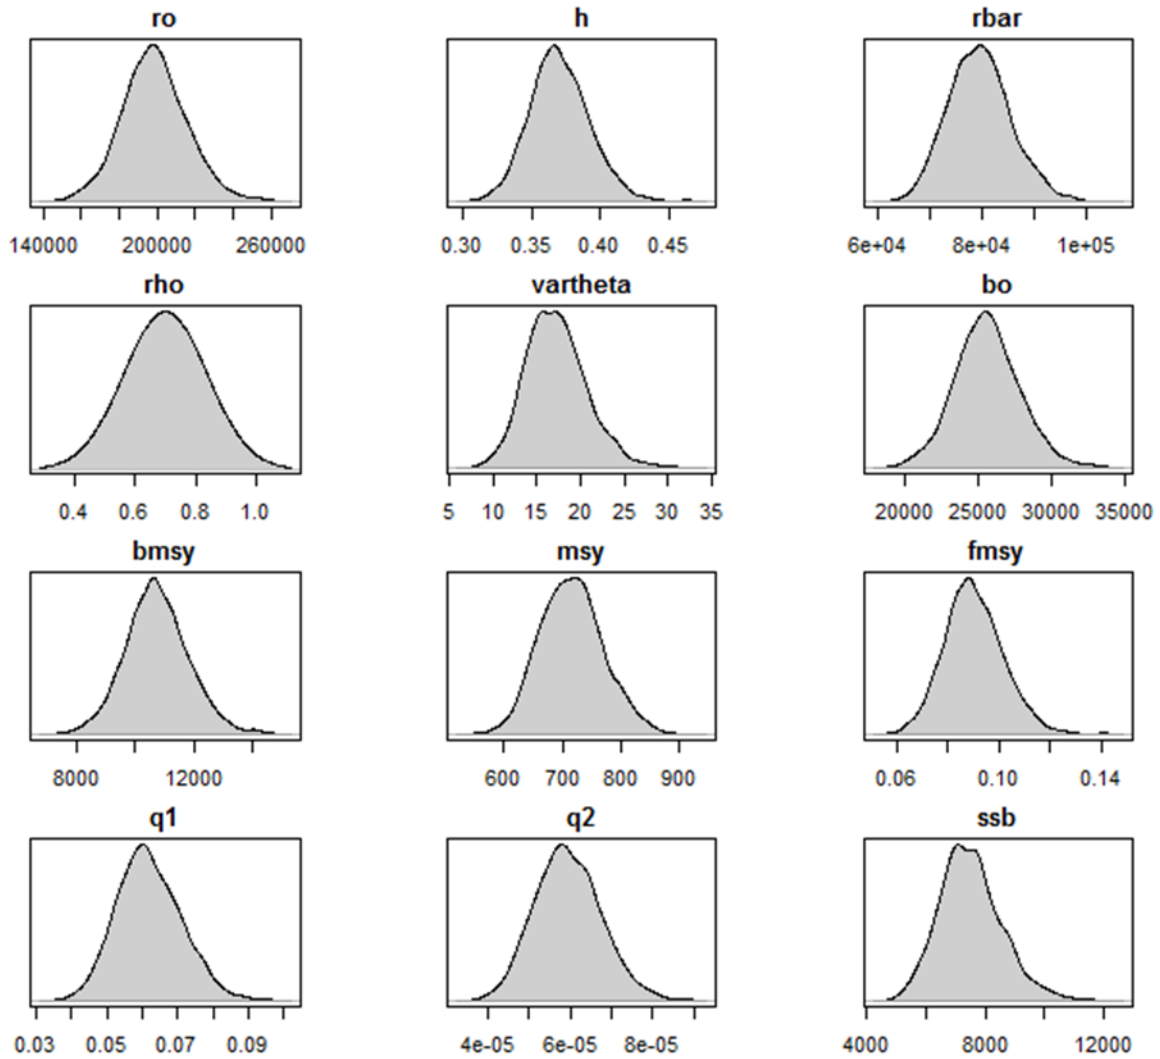 ro h rbar
140000 200000 260000 0.30 0.35 0.40 0.45 6e+04 8e+04 1e+05
rho vartheta bo
0.4 0.6 0.8 1.0 5 10 15 20 25 30 35 20000 25000 30000 35000
bmsy msy fmsy
8000 12000 600 700 800 900 0.06 0.10 0.14
q1 q2 ssb
0.03 0.05 0.07 0.09 4e-05 6e-05 8e-05 4000 8000 12000